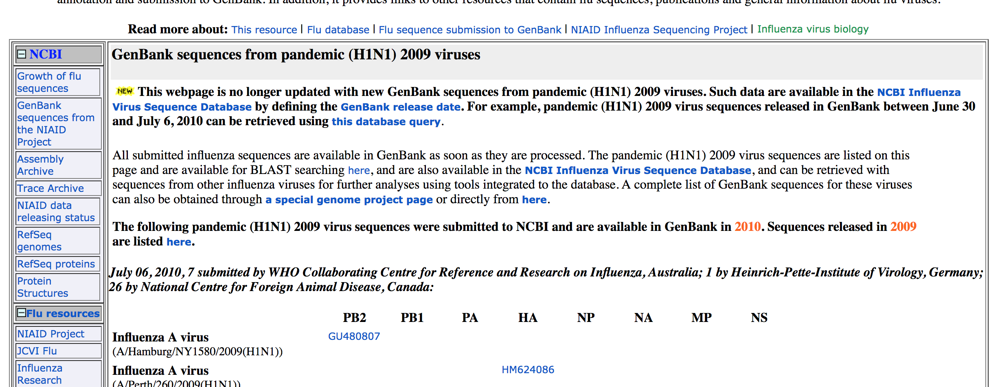 annotation and submission to GenBank. In addition, it provides links to other resources that contain flu sequences, publications and general information about flu viruses.
Read more about: This resource | Flu database | Flu sequence submission to GenBank | NIAID Influenza Sequencing Project | Influenza virus biology
NCBI
Growth of flu
sequences
GenBank
sequences from
the NIAID
Project
Assembly
Archive
Trace Archive
NIAID data
releasing status
RefSeq
genomes
RefSeq proteins
Protein
Structures
Flu resources
NIAID Project
JCVI Flu
Influenza
Research
GenBank sequences from pandemic (H1N1) 2009 viruses
NEW This webpage is no longer updated with new GenBank sequences from pandemic (H1N1) 2009 viruses. Such data are available in the NCBI Influenza
Virus Sequence Database by defining the GenBank release date. For example, pandemic (H1N1) 2009 virus sequences released in GenBank between June 30
and July 6, 2010 can be retrieved using this database query.
All submitted influenza sequences are available in GenBank as soon as they are processed. The pandemic (H1N1) 2009 virus sequences are listed on this
page and are available for BLAST searching here, and are also available in the NCBI Influenza Virus Sequence Database, and can be retrieved with
sequences from other influenza viruses for further analyses using tools integrated to the database. A complete list of GenBank sequences for these viruses
can also be obtained through a special genome project page or directly from here.
The following pandemic (H1N1) 2009 virus sequences were submitted to NCBI and are available in GenBank in 2010. Sequences released in 2009
are listed here.
July 06, 2010, 7 submitted by WHO Collaborating Centre for Reference and Research on Influenza, Australia; 1 by Heinrich-Pette-Institute of Virology, Germany;
26 by National Centre for Foreign Animal Disease, Canada:
PB2 PB1 PA HA NP NA MP NS
Influenza A virus GU480807
(A/Hamburg/NY1580/2009(H1N1))
Influenza A virus HM624086
(A/Perth/260/2009(H1N1))